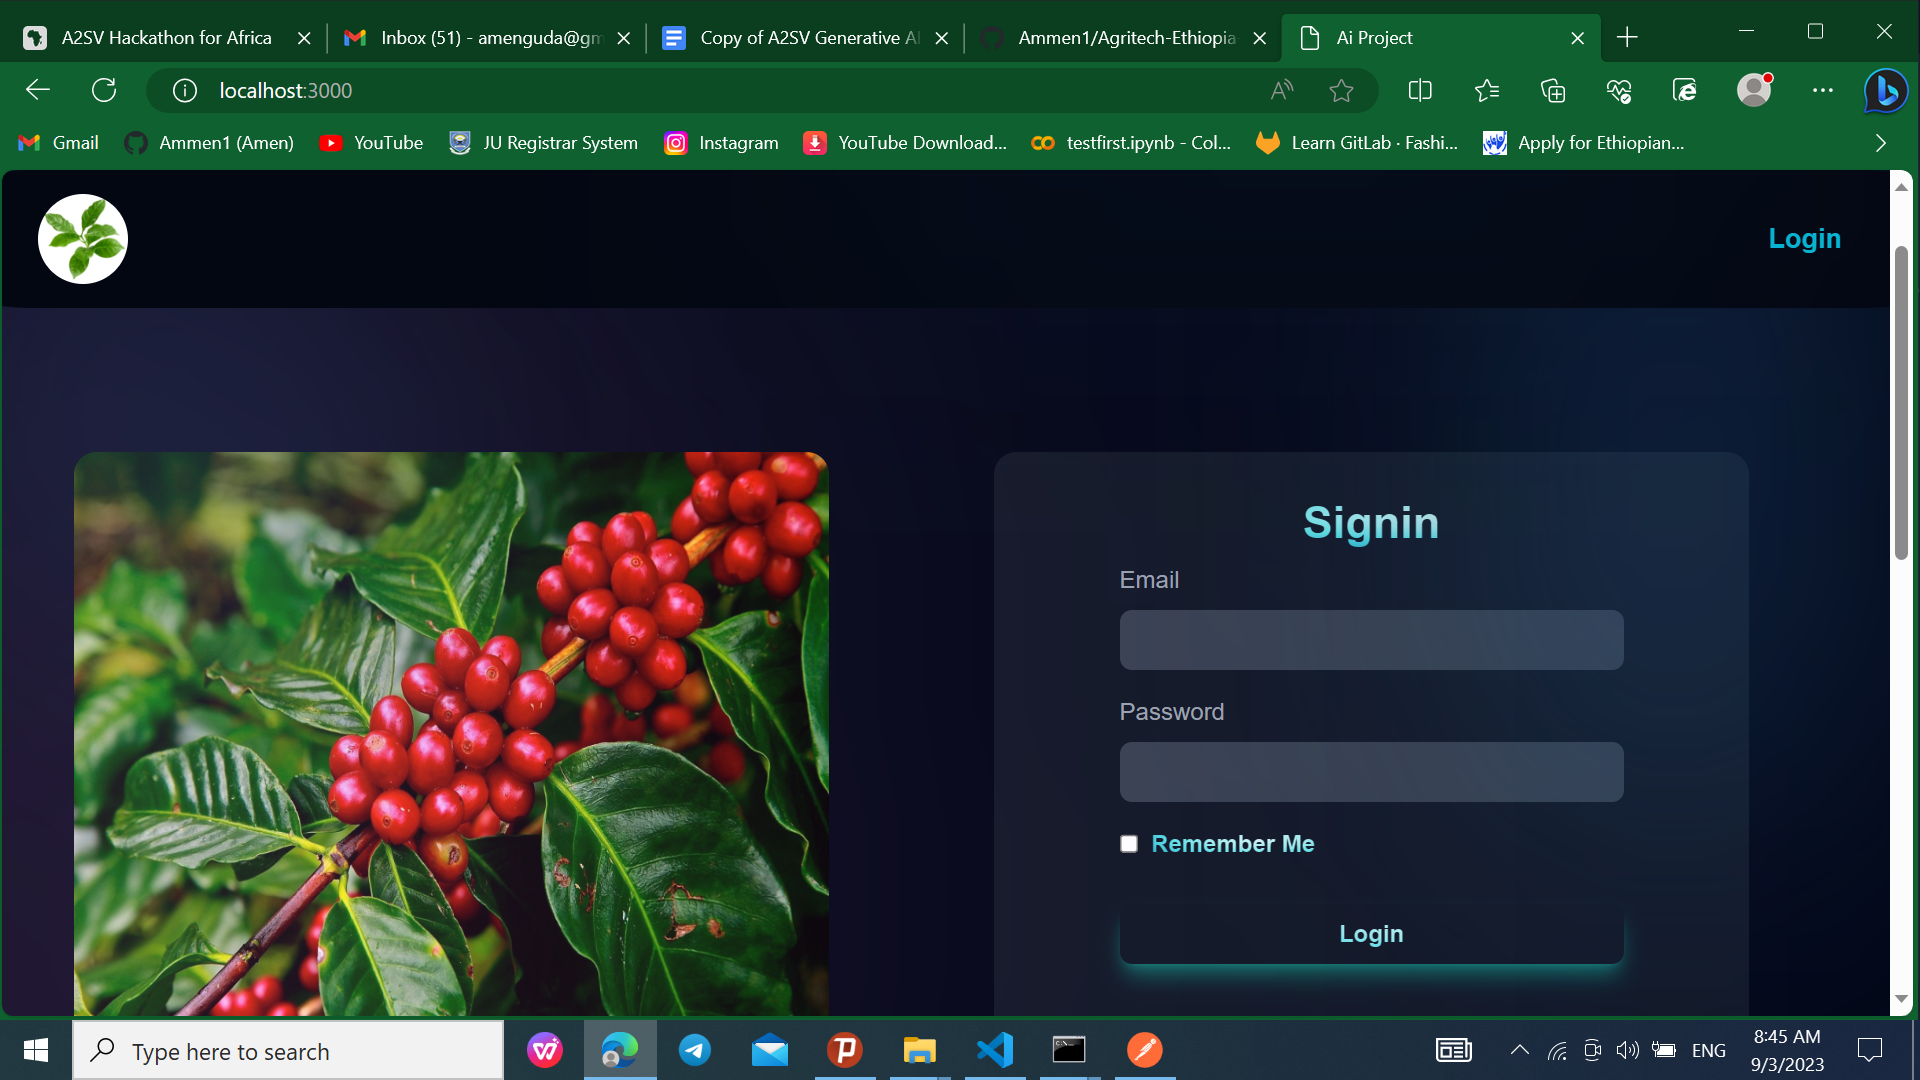 A2SV Hackathon for Africa
Inbox (51) - amenguda@gm
Copy of A2SV Generative AI
Ammen1/Agritech-Ethiopia-
Ai Project
localhost:3000
Gmail
Ammen1 (Amen)
YouTube
JU Registrar System
Instagram
YouTube Download...
testfirst.ipynb - Col...
Learn GitLab · Fashi...
Apply for Ethiopian...
Login
Signin
Email
Password
Remember Me
Login
Type here to search
ENG
8:45 AM
9/3/2023